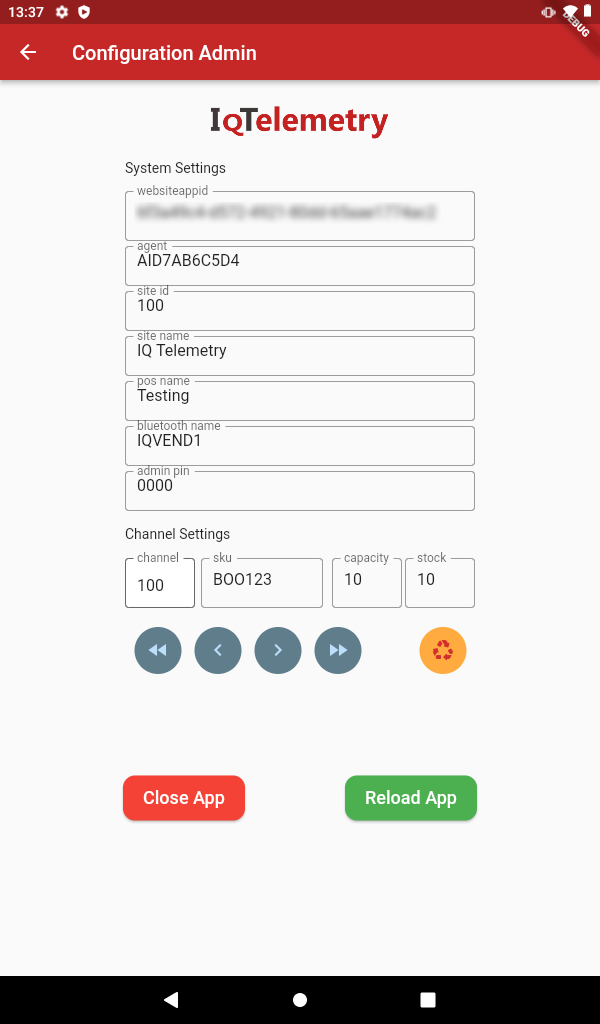 13:37
DEBUG
Configuration Admin
IQTelemetry
System Settings
websiteappid
agent
AID7AB6C5D4
site id
100
site name
IQ Telemetry
pos name
Testing
bluetooth name
IQVEND1
admin pin
0000
Channel Settings
channel sku capacity stock
100 BOO123 10 10
Close App Reload App